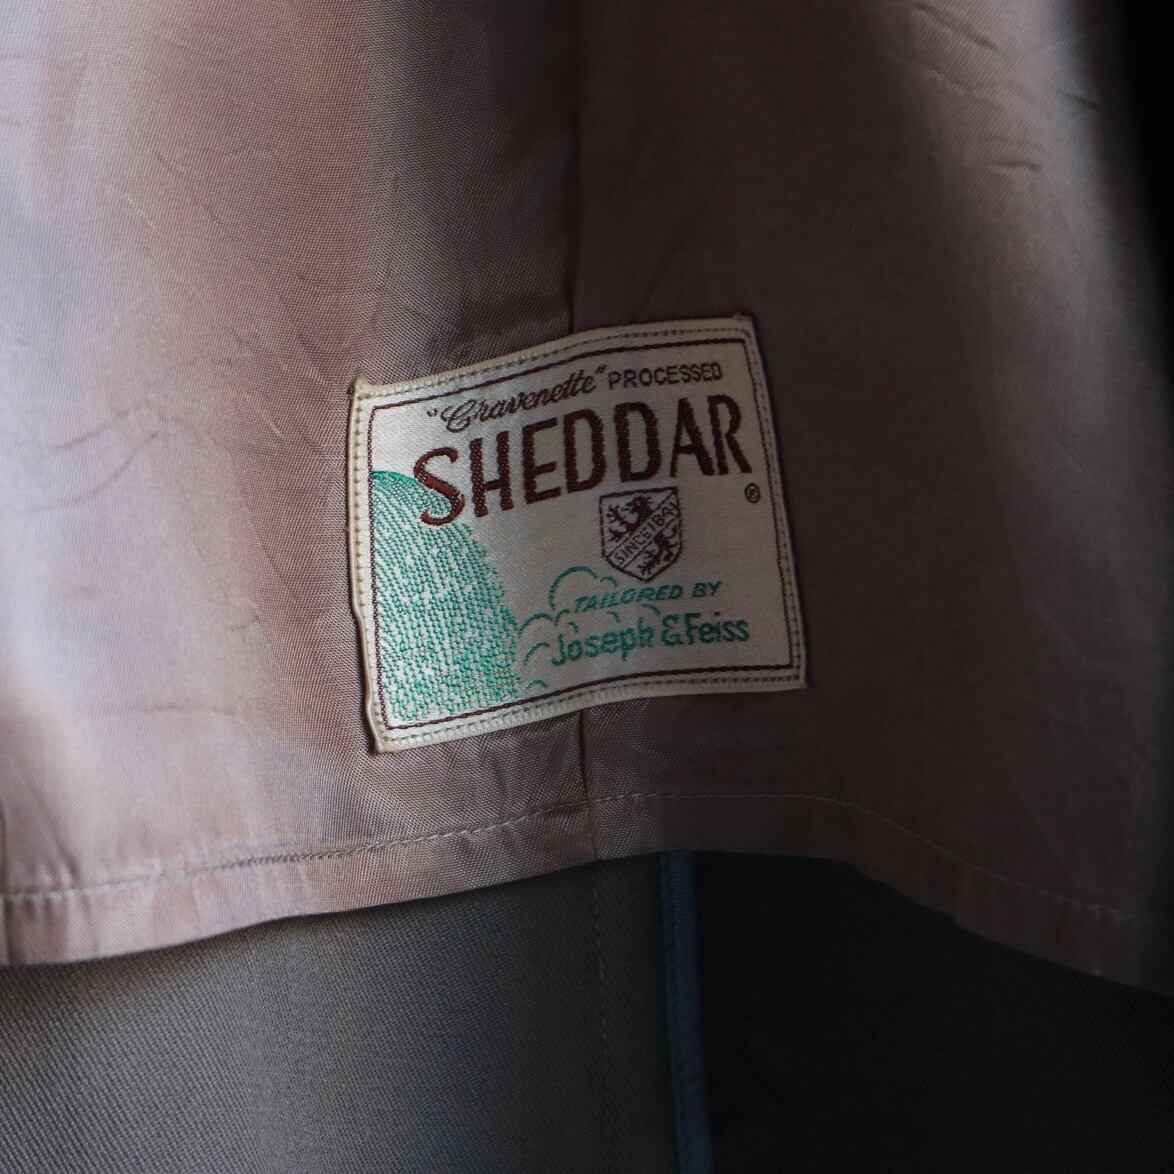 "Cravenette" PROCESSED
SHEDDAR
®
SINCE 1841
TAILORED BY
Joseph & Feiss